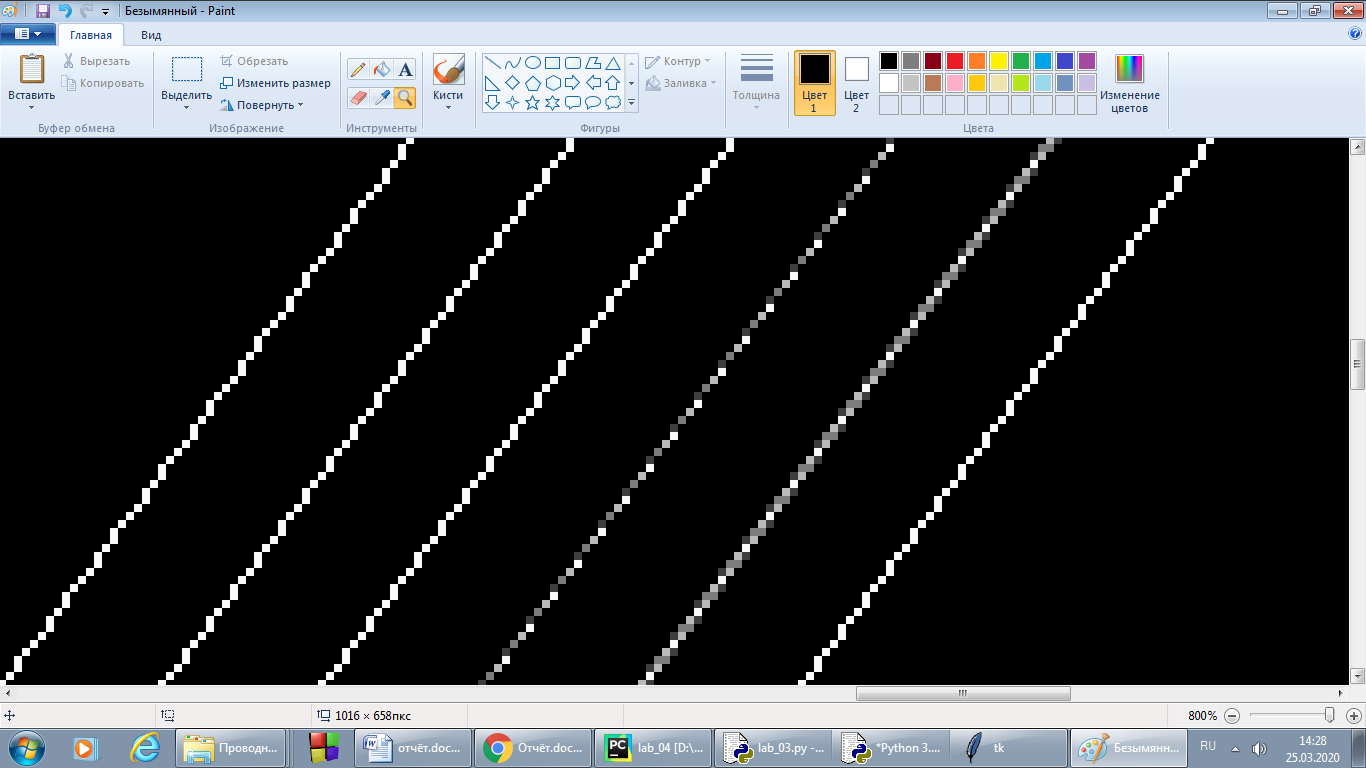 Безымянный - Paint
Главная
Вид
Вставить
Вырезать
Копировать
Буфер обмена
Выделить
Обрезать
Изменить размер
Повернуть
Изображение
A
Инструменты
Кисти
Контур
Заливка
Фигуры
Толщина
Цвет
1
Цвет
2
Изменение
цветов
Цвета
1016 × 658пкс
800%
Проводн...
отчёт.doc...
Отчёт.doc...
lab_04 [D:\...
lab_03.py -...
*Python 3....
tk
Безымянн...
RU
14:28
25.03.2020